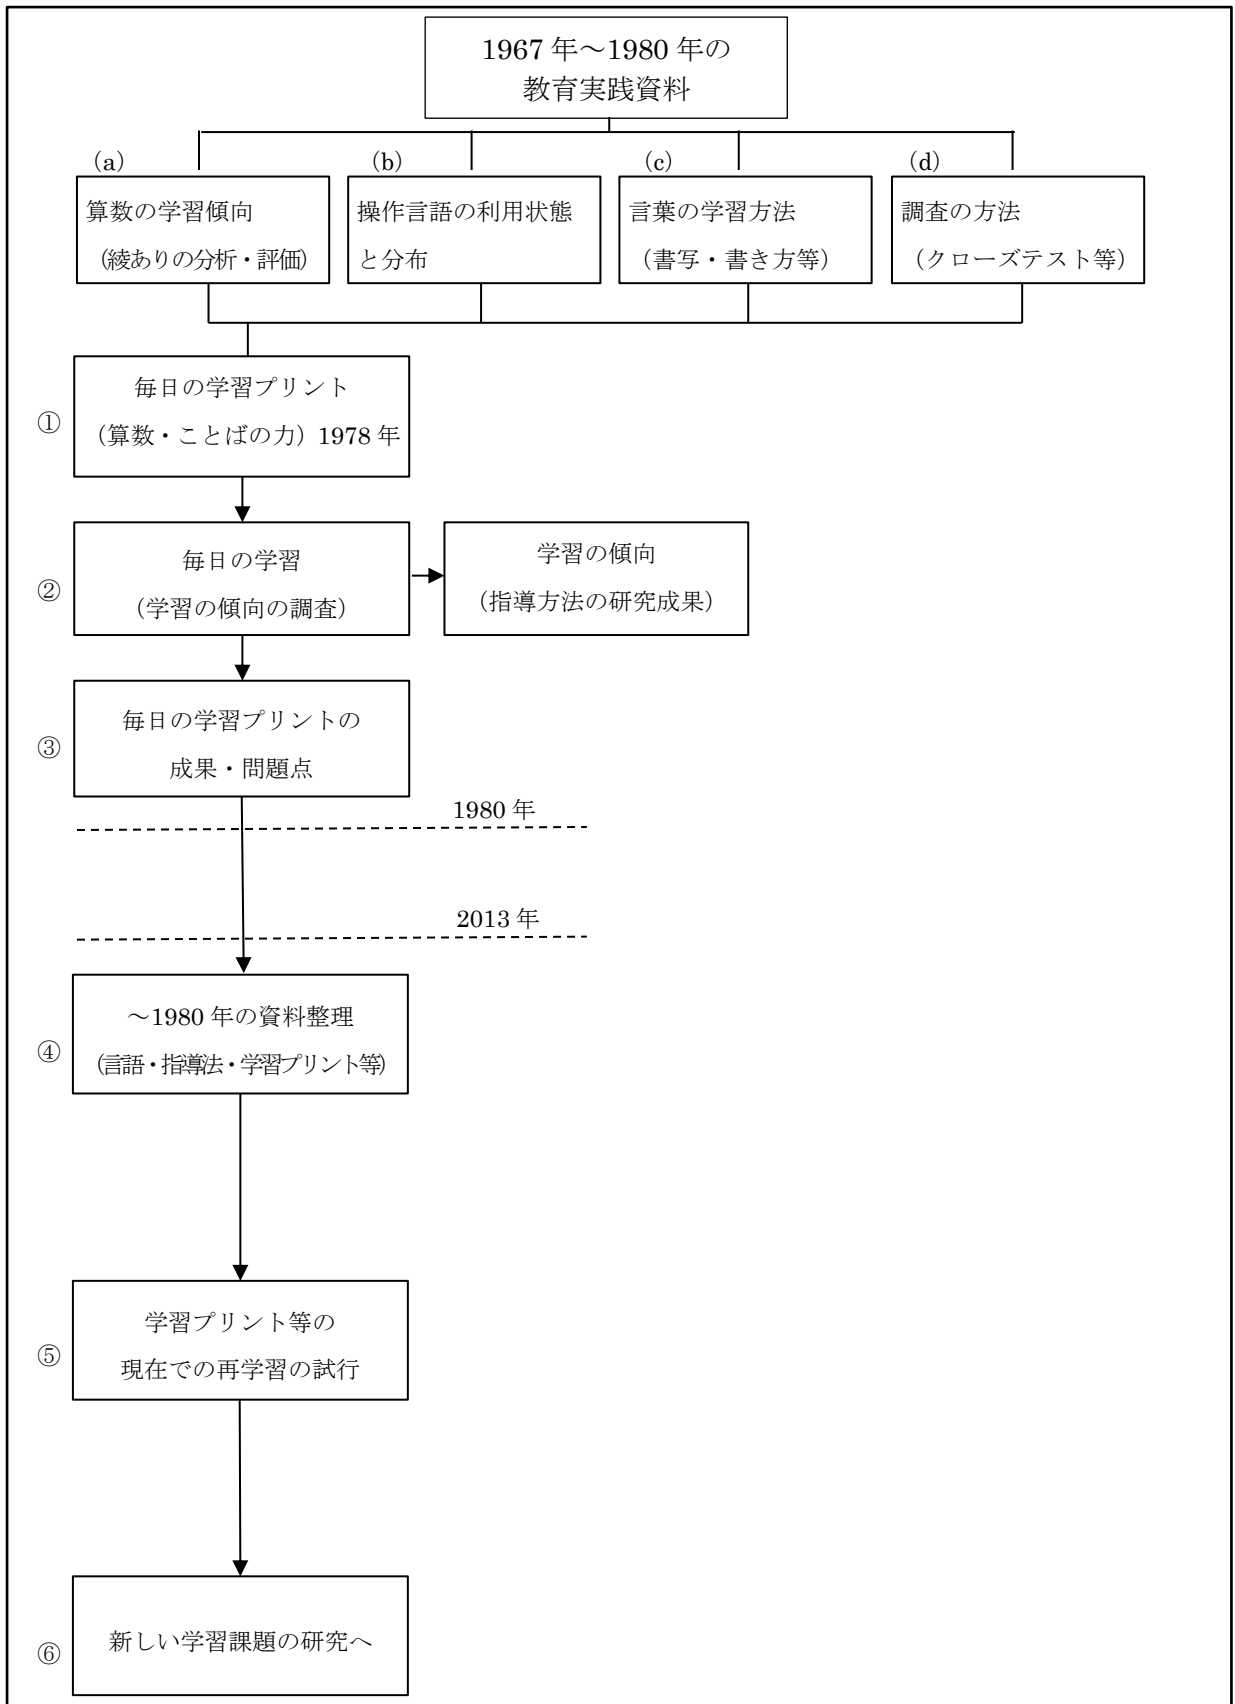 1967 年～1980 年の
教育実践資料
(a)
算数の学習傾向
（綾ありの分析・評価）
(b)
操作言語の利用状態
と分布
(c)
言葉の学習方法
（書写・書き方等）
(d)
調査の方法
（クローズテスト等）
①
毎日の学習プリント
（算数・ことばの力）1978 年
②
毎日の学習
（学習の傾向の調査）
学習の傾向
（指導方法の研究成果）
③
毎日の学習プリントの
成果・問題点
1980 年
2013 年
④
～1980 年の資料整理
（言語・指導法・学習プリント等）
⑤
学習プリント等の
現在での再学習の試行
⑥
新しい学習課題の研究へ